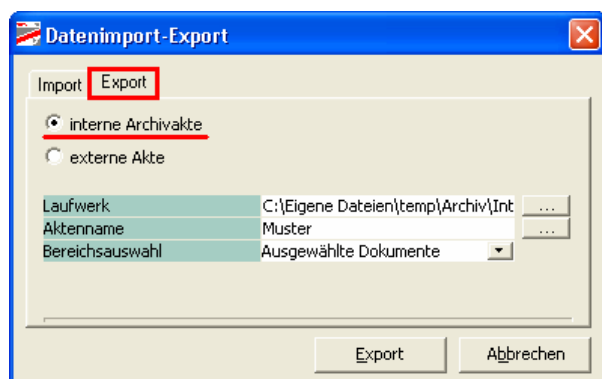 Datenimport-Export
Import Export
interne Archivakte
externe Akte
Laufwerk C:\Eigene Dateien\temp\Archiv\Int ...
Aktenname Muster ...
Bereichsauswahl Ausgewählte Dokumente
Export Abbrechen